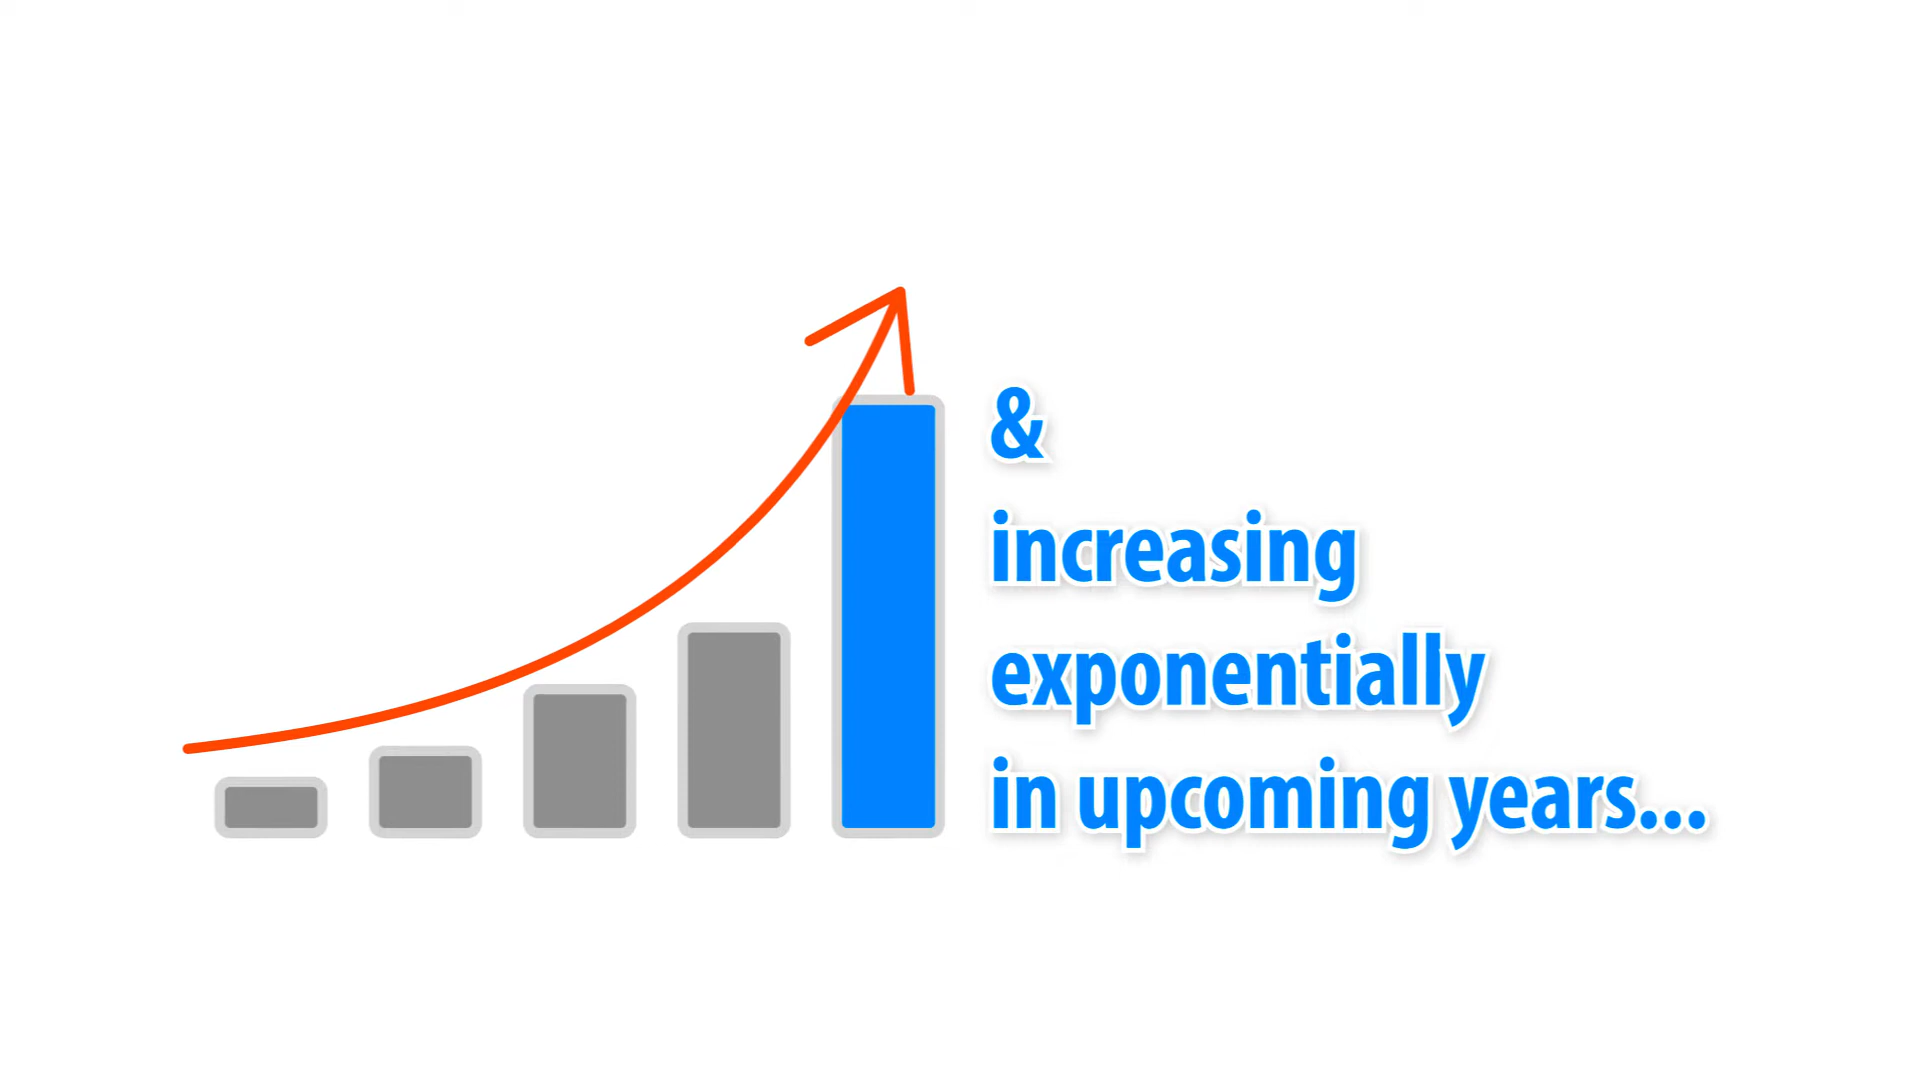 &
increasing
exponentially
in upcoming years...